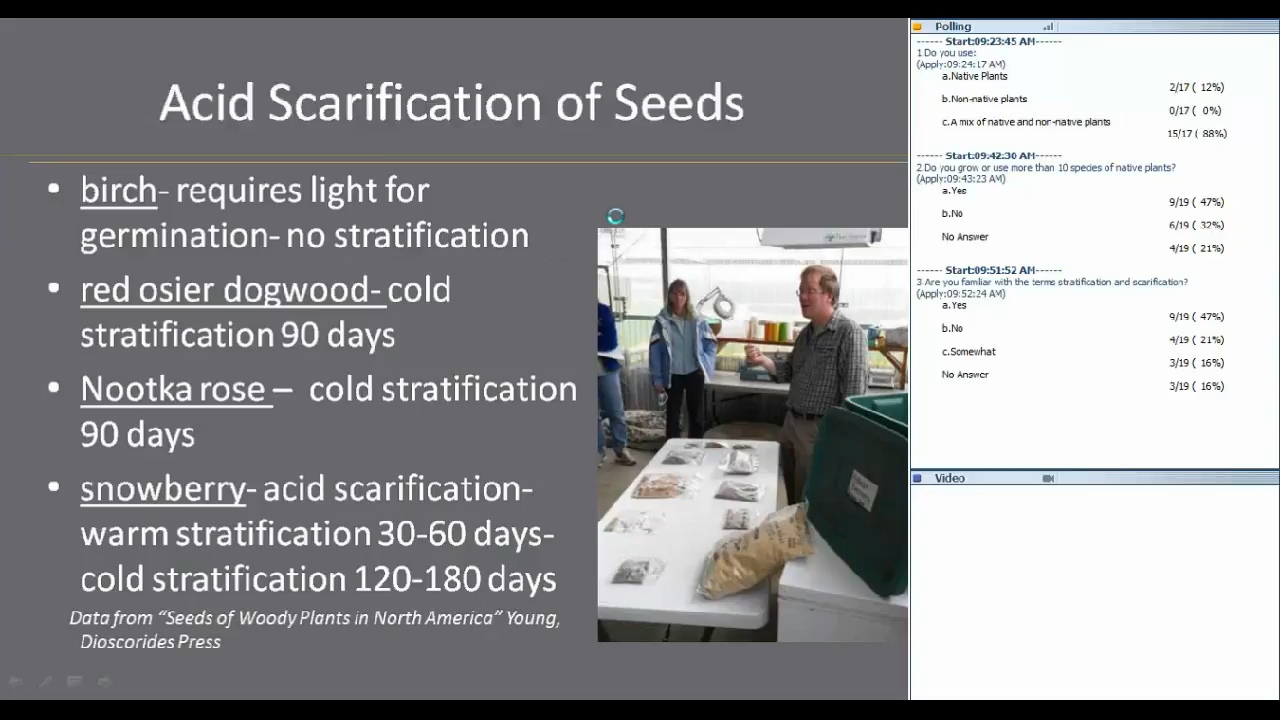 Acid Scarification of Seeds
• birch- requires light for
germination- no stratification
• red osier dogwood- cold
stratification 90 days
• Nootka rose – cold stratification
90 days
• snowberry- acid scarification-
warm stratification 30-60 days-
cold stratification 120-180 days
Data from “Seeds of Woody Plants in North America” Young,
Dioscorides Press
Polling
------ Start:09:23:45 AM------
1.Do you use:
(Apply:09:24:17 AM)
a.Native Plants
2/17 ( 12%)
b.Non-native plants
0/17 ( 0%)
c.A mix of native and non-native plants
15/17 ( 88%)
------ Start:09:42:30 AM------
2.Do you grow or use more than 10 species of native plants?
(Apply:09:43:23 AM)
a.Yes
9/19 ( 47%)
b.No
6/19 ( 32%)
No Answer
4/19 ( 21%)
------ Start:09:51:52 AM------
3.Are you familiar with the terms stratification and scarification?
(Apply:09:52:24 AM)
a.Yes
9/19 ( 47%)
b.No
4/19 ( 21%)
c.Somewhat
3/19 ( 16%)
No Answer
3/19 ( 16%)
Video